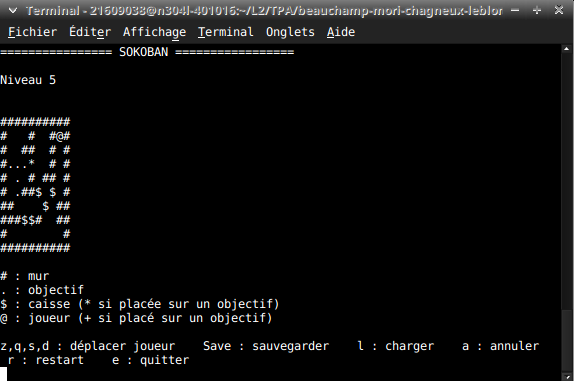 Terminal - 21609038@n304l-401016:~/L2/TPA/beauchamp-mori-chagneux-leblor
Fichier Éditer Affichage Terminal Onglets Aide
================ SOKOBAN =================
Niveau 5
##########
#   #  #@#
#  ##  # #
#...*  # #
# . # ## #
# .##$ $ #
##    $ ##
###$$#  ##
#        #
##########
# : mur
. : objectif
$ : caisse (* si placée sur un objectif)
@ : joueur (+ si placé sur un objectif)
z,q,s,d : déplacer joueur    Save : sauvegarder    l : charger    a : annuler
 r : restart    e : quitter